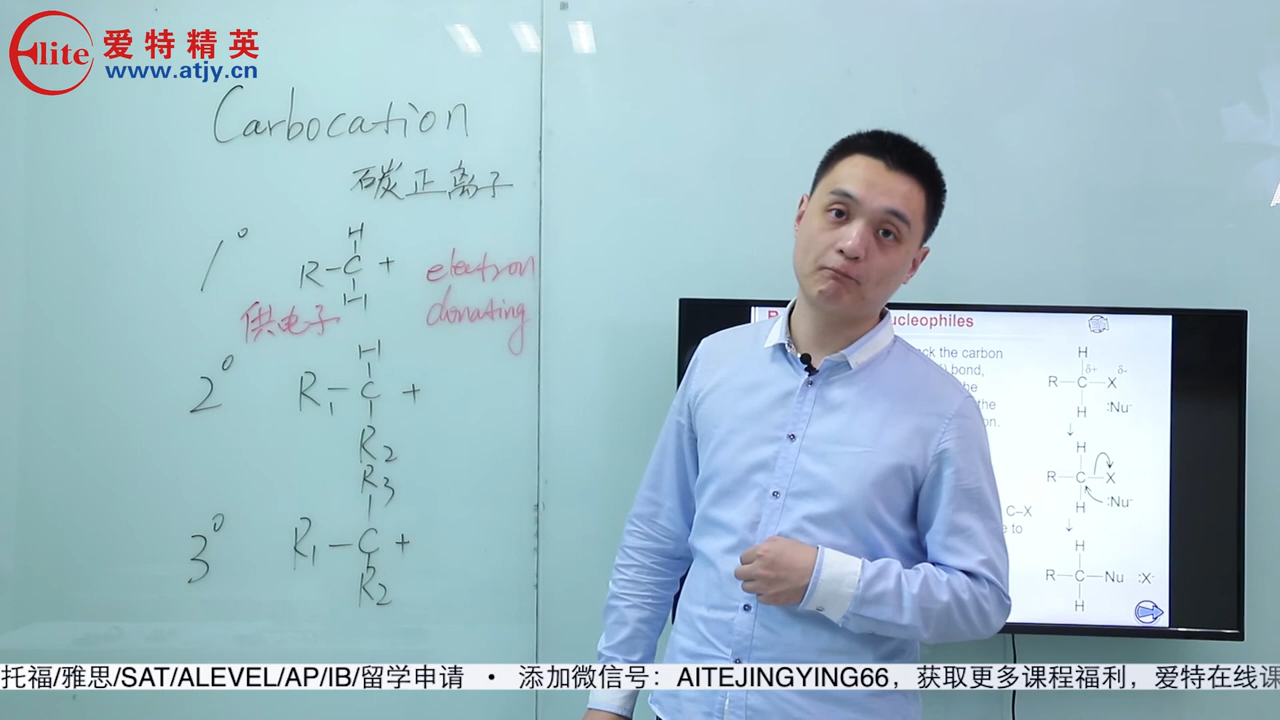 Elite 爱特精英
www.atjy.cn
Carbocation
碳正离子
1°
H
R-C+
H
electron
donating
供电子
2°
H
R1-C+
R2
3°
R3
R1-C+
R2
ucleophiles
ck the carbon
bond,
be
the
on.
C–X
e to
H
δ+ δ-
R—C—X
H :Nu-
↓
H
R—C—X
H :Nu-
↓
H
R—C—Nu :X-
H
托福/雅思/SAT/ALEVEL/AP/IB/留学申请 • 添加微信号：AITEJINGYING66，获取更多课程福利，爱特在线课